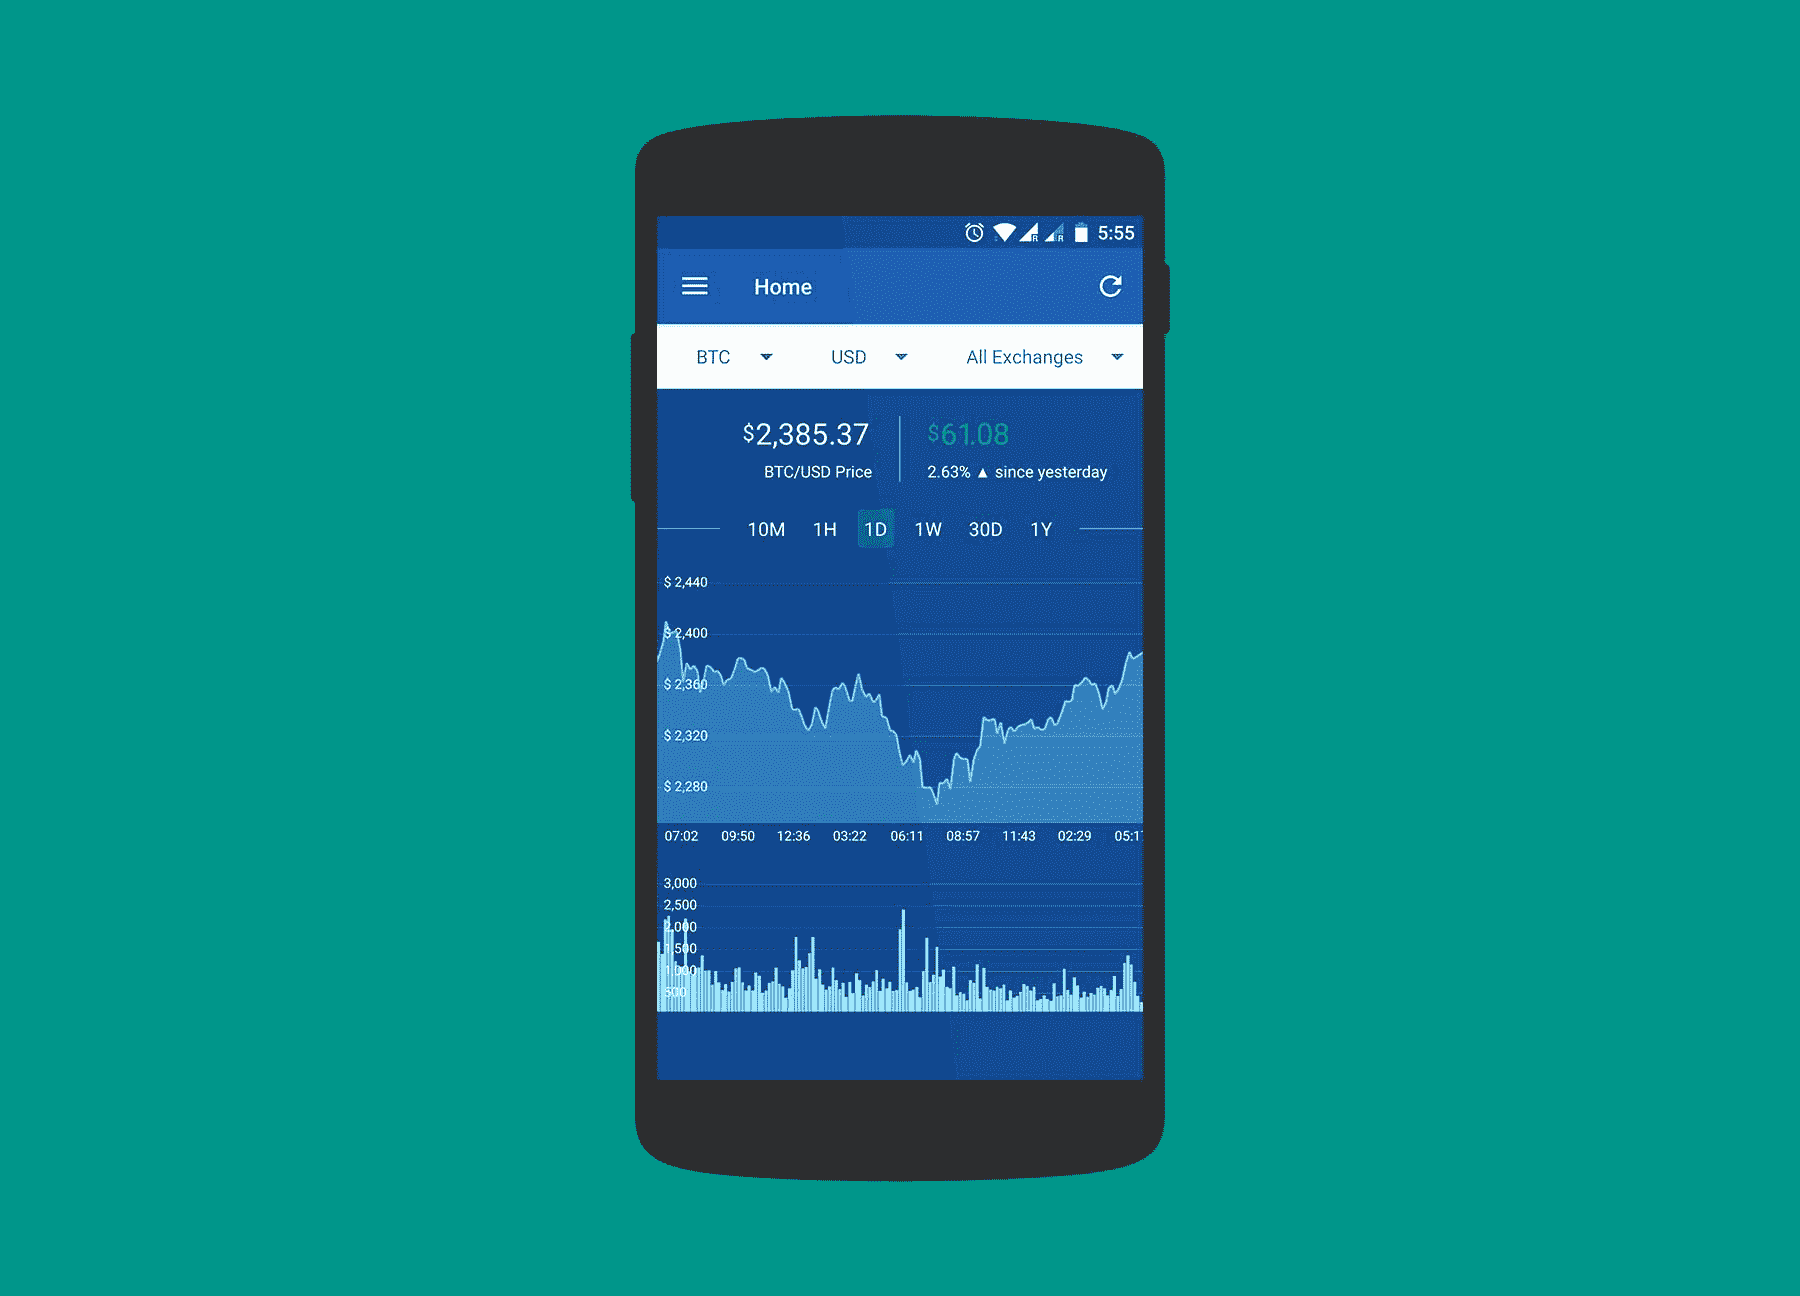 5:55
Home
BTC USD All Exchanges
$2,385.37 $61.08
BTC/USD Price 2.63% ▲ since yesterday
10M 1H 1D 1W 30D 1Y
$ 2,440
$ 2,400
$ 2,360
$ 2,320
$ 2,280
07:02 09:50 12:36 03:22 06:11 08:57 11:43 02:29 05:1
3,000
2,500
2,000
1,500
1,000
500